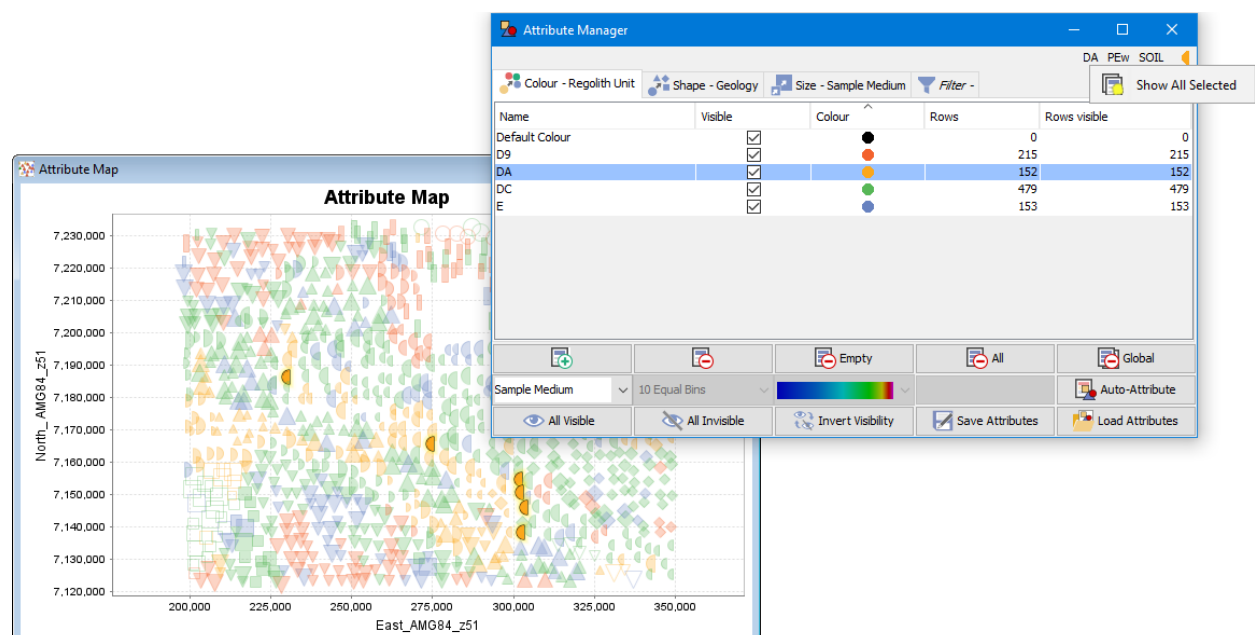 Attribute Manager
DA PEw SOIL
Show All Selected
Colour - Regolith Unit Shape - Geology Size - Sample Medium Filter -
Name Visible Colour Rows Rows visible
Default Colour 0 0
D9 215 215
DA 152 152
DC 479 479
E 153 153
Empty All Global
Sample Medium 10 Equal Bins Auto-Attribute
All Visible All Invisible Invert Visibility Save Attributes Load Attributes
Attribute Map
Attribute Map
North_AMG84_z51
7,230,000
7,220,000
7,210,000
7,200,000
7,190,000
7,180,000
7,170,000
7,160,000
7,150,000
7,140,000
7,130,000
7,120,000
200,000 225,000 250,000 275,000 300,000 325,000 350,000
East_AMG84_z51